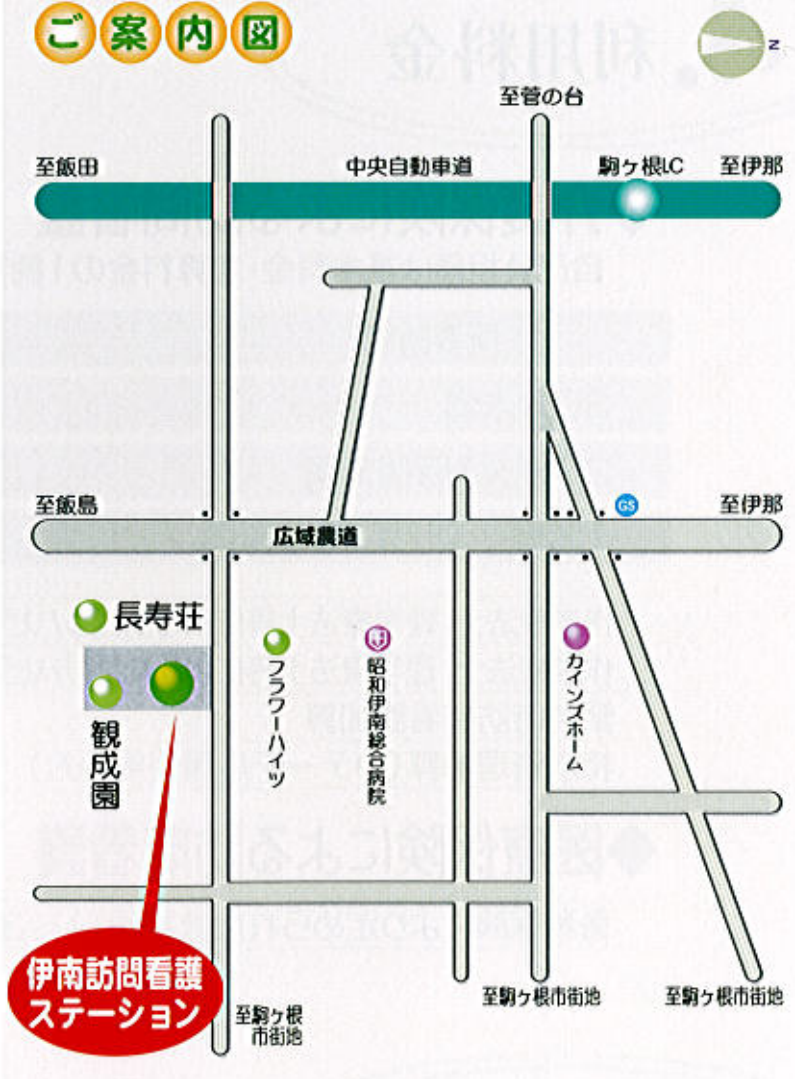 ご案内図
N
至菅の台
至飯田
中央自動車道
駒ヶ根I.C
至伊那
至飯島
GS
至伊那
広域農道
長寿荘
観成園
フラワーハイツ
昭和伊南総合病院
カインズホーム
伊南訪問看護
ステーション
至駒ヶ根
市街地
至駒ヶ根市街地
至駒ヶ根市街地